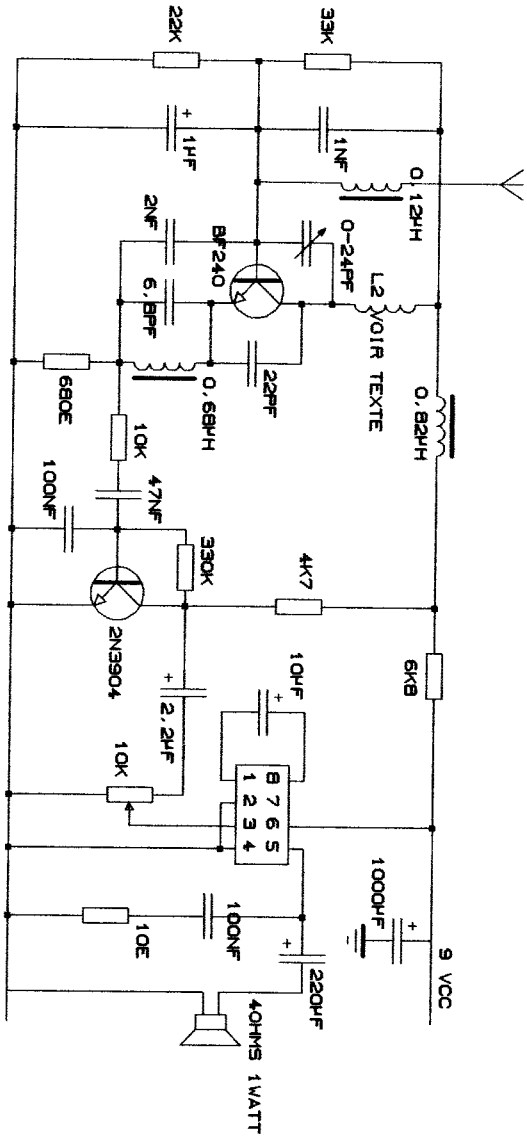 22K
33K
+
1µF
1NF
0,12µH
2NF
BF240
0-24PF
L2 VOIR TEXTE
6,8PF
22PF
0,68µH
0,82µH
680E
10K
47NF
100NF
330K
4K7
2N3904
6K8
+
2,2µF
10µF
+
10K
8 7 6 5
1 2 3 4
1000µF
+
9 VCC
10E
100NF
+
220µF
4OHMS 1WATT